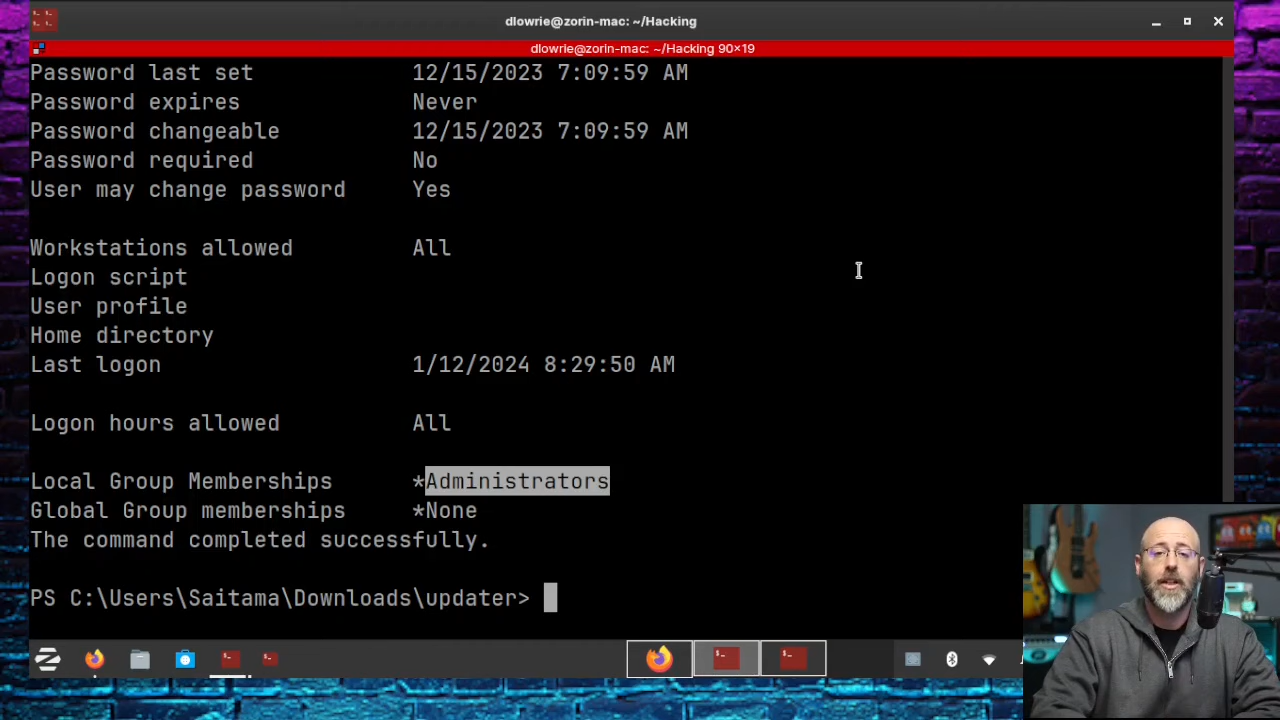 dlowrie@zorin-mac: ~/Hacking
dlowrie@zorin-mac: ~/Hacking 90×19
Password last set 12/15/2023 7:09:59 AM
Password expires Never
Password changeable 12/15/2023 7:09:59 AM
Password required No
User may change password Yes
Workstations allowed All
Logon script
User profile
Home directory
Last logon 1/12/2024 8:29:50 AM
Logon hours allowed All
Local Group Memberships *Administrators
Global Group memberships *None
The command completed successfully.
PS C:\Users\Saitama\Downloads\updater>